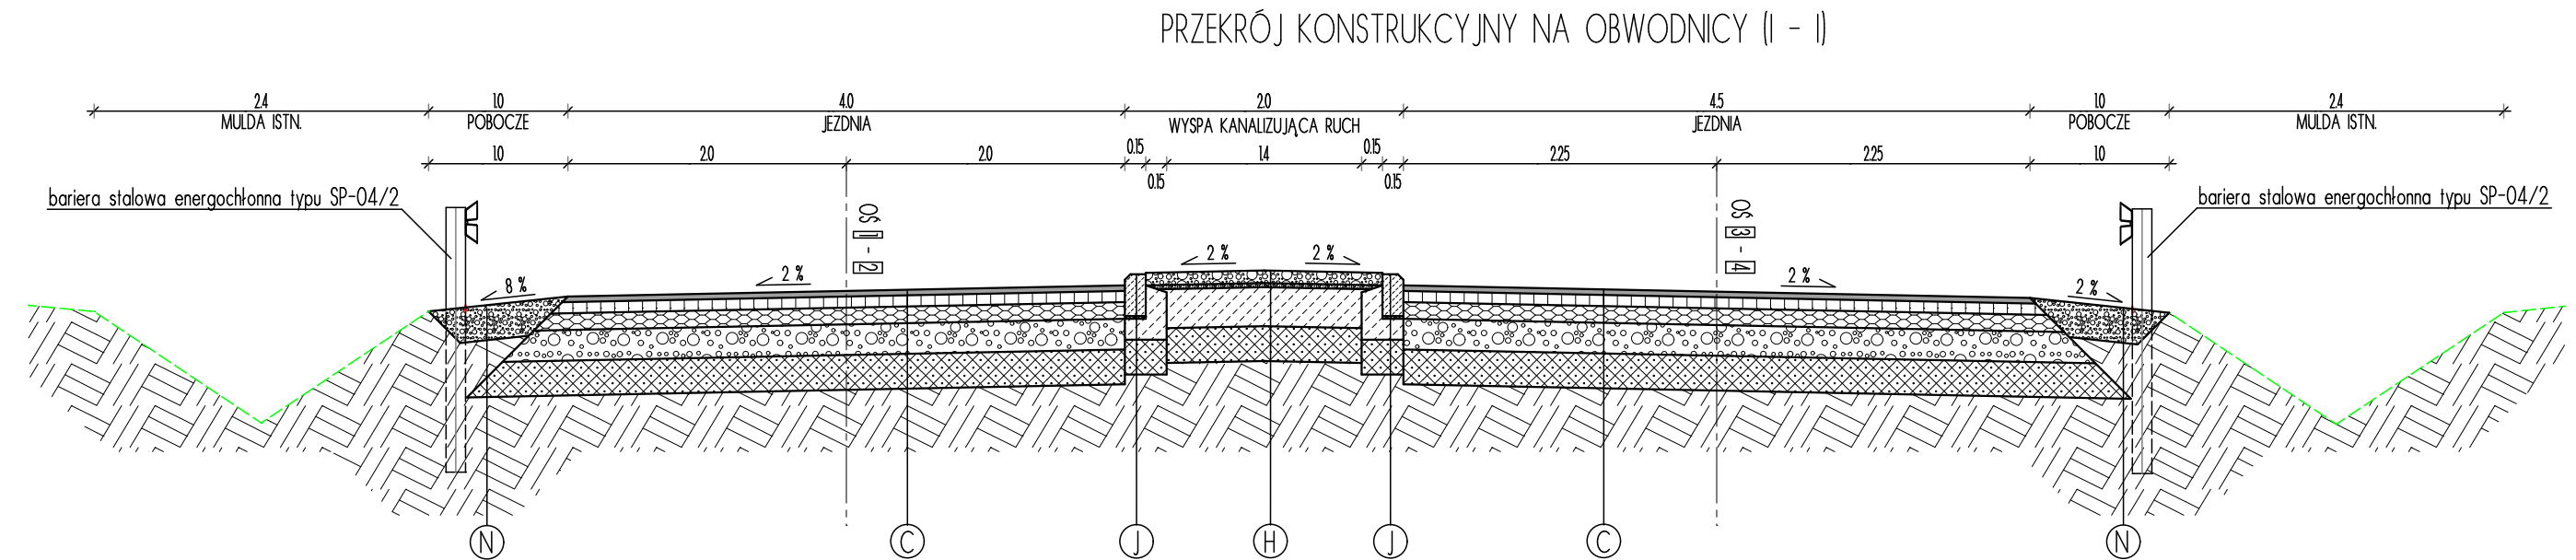 PRZEKRÓJ KONSTRUKCYJNY NA OBWODNICY (I - I)
2.4 1.0 4.0 2.0 4.5 1.0 2.4
MULDA ISTN. POBOCZE JEZDNIA WYSPA KANALIZUJĄCA RUCH JEZDNIA POBOCZE MULDA ISTN.
1.0 2.0 2.0 0.15 1.4 0.15 2.25 2.25 1.0
0.15 0.15
bariera stalowa energochłonna typu SP-04/2 bariera stalowa energochłonna typu SP-04/2
OŚ 1 - 2
OŚ 3 - 4
8 % 2 % 2 % 2 % 2 % 2 %
N C J H J C N